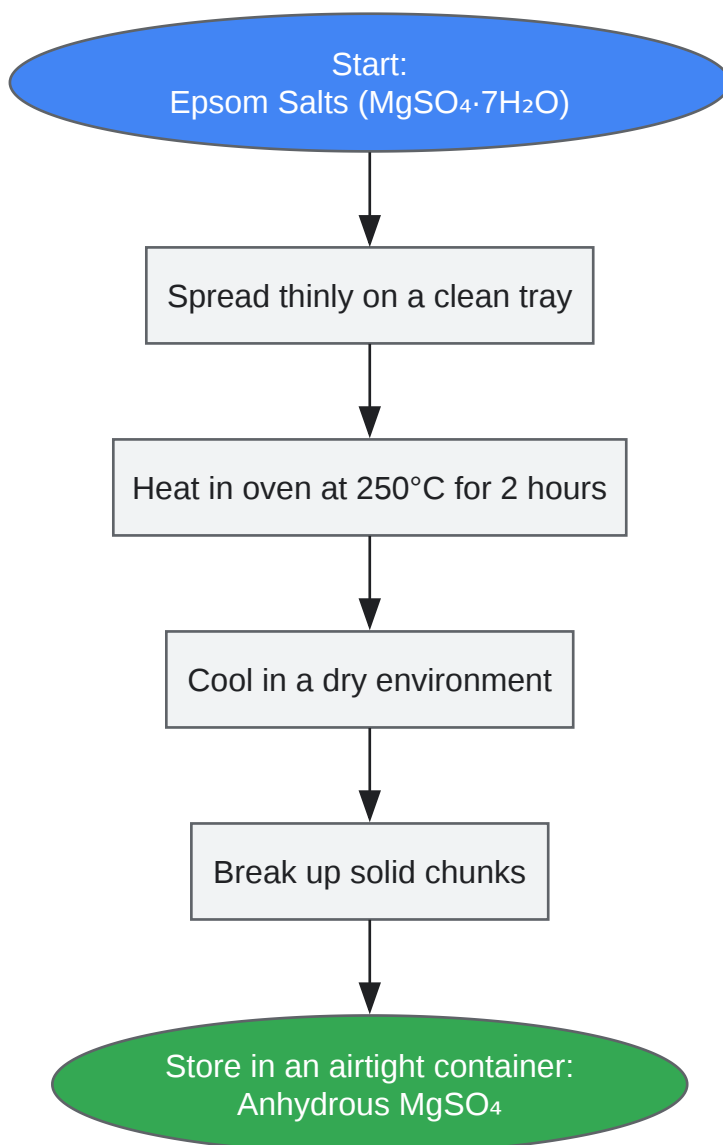 Start:
Epsom Salts (MgSO₄·7H₂O)
Spread thinly on a clean tray
Heat in oven at 250°C for 2 hours
Cool in a dry environment
Break up solid chunks
Store in an airtight container:
Anhydrous MgSO₄